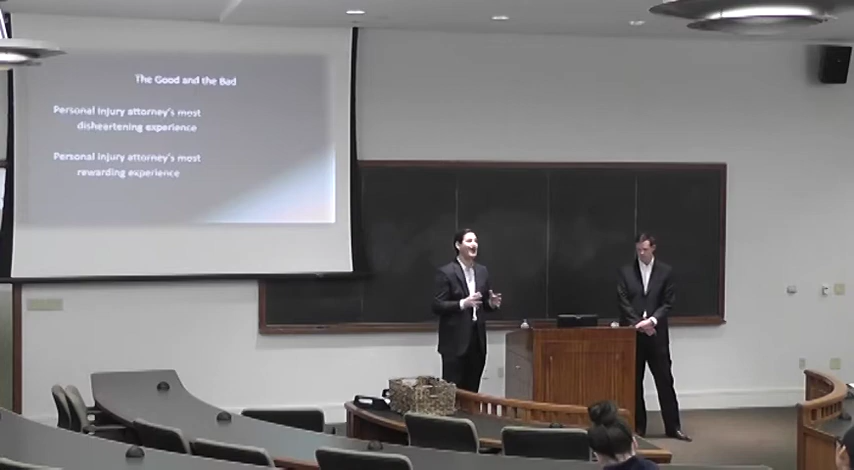 The Good and the Bad
Personal injury attorney's most
disheartening experience
Personal injury attorney's most
rewarding experience